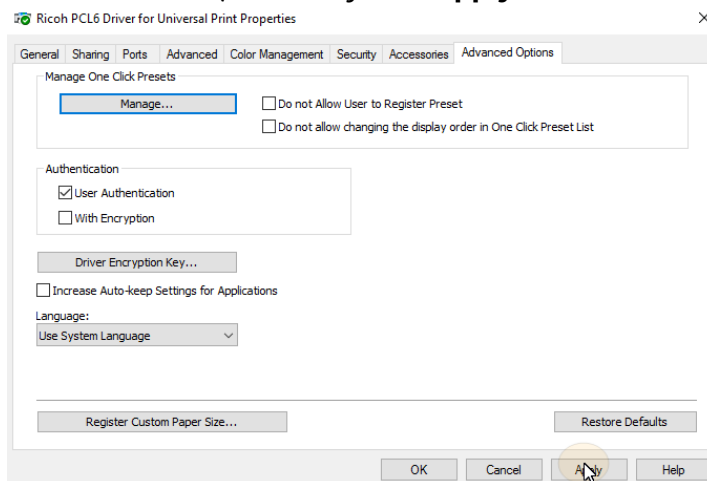 Ricoh PCL6 Driver for Universal Print Properties
General Sharing Ports Advanced Color Management Security Accessories Advanced Options
Manage One Click Presets
Manage... Do not Allow User to Register Preset
Do not allow changing the display order in One Click Preset List
Authentication
User Authentication
With Encryption
Driver Encryption Key...
Increase Auto-keep Settings for Applications
Language:
Use System Language
Register Custom Paper Size... Restore Defaults
OK Cancel Apply Help